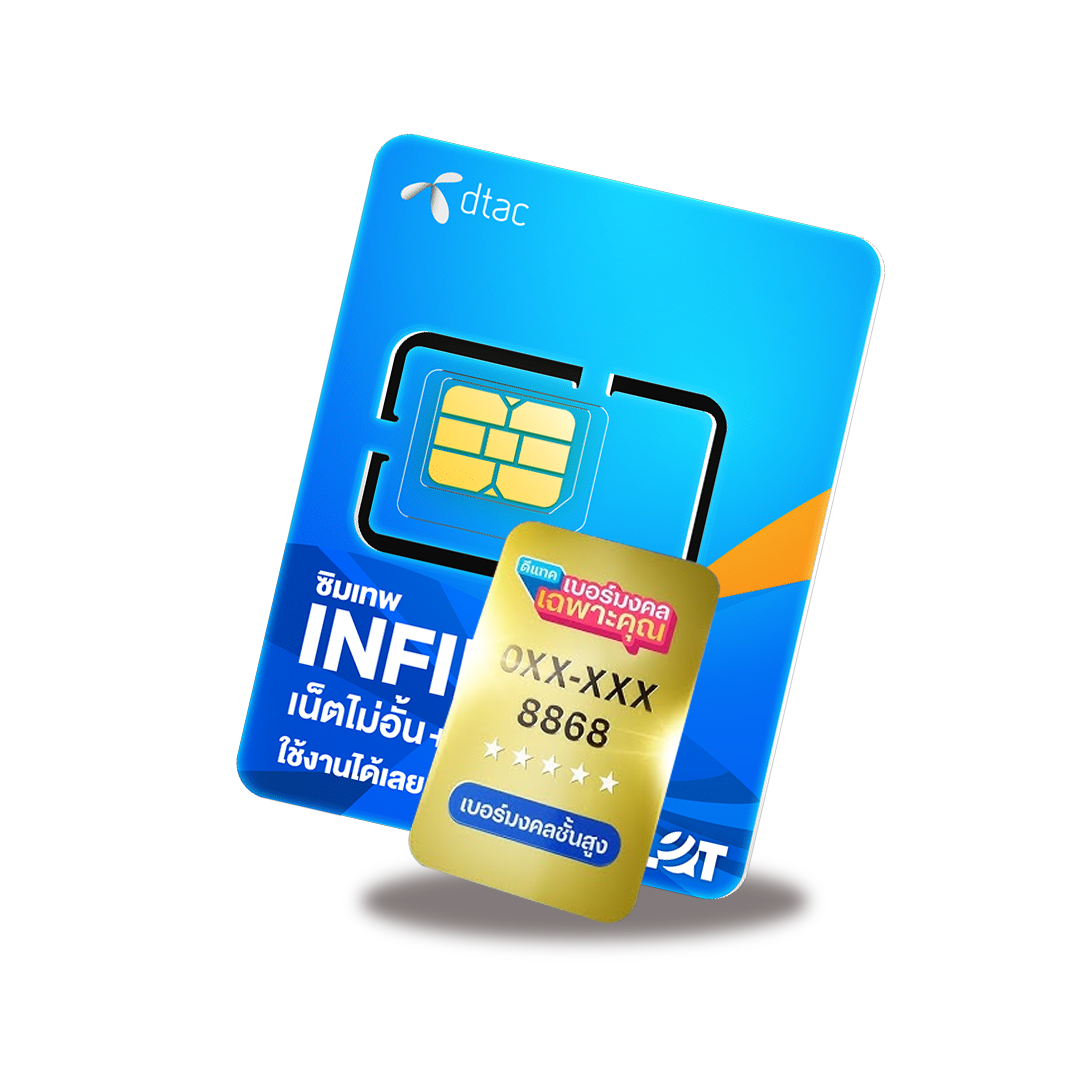 dtac
ซิมเทพ
INFI
เน็ตไม่อั้น+
ใช้งานได้เลย
ดีแทค
เบอร์มงคล
เฉพาะคุณ
0XX-XXX
8868
เบอร์มงคลชั้นสูง